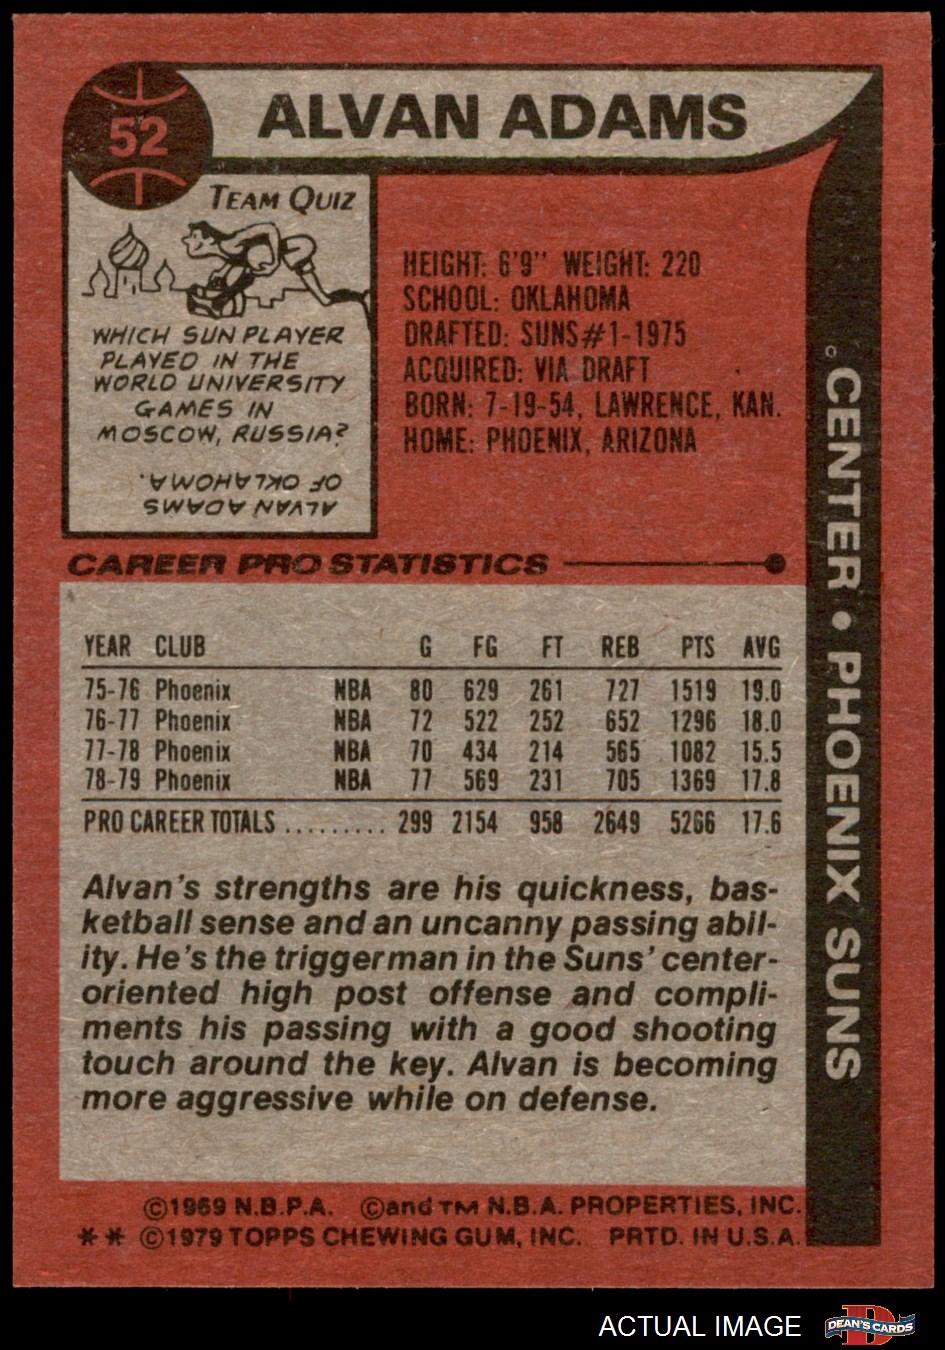 52
ALVAN ADAMS
TEAM QUIZ
WHICH SUN PLAYER
PLAYED IN THE
WORLD UNIVERSITY
GAMES IN
MOSCOW, RUSSIA?
ALVAN ADAMS
OF OKLAHOMA.
HEIGHT: 6'9" WEIGHT: 220
SCHOOL: OKLAHOMA
DRAFTED: SUNS#1-1975
ACQUIRED: VIA DRAFT
BORN: 7-19-54, LAWRENCE, KAN.
HOME: PHOENIX, ARIZONA
CENTER • PHOENIX SUNS
CAREER PRO STATISTICS
YEAR CLUB G FG FT REB PTS AVG
75-76 Phoenix NBA 80 629 261 727 1519 19.0
76-77 Phoenix NBA 72 522 252 652 1296 18.0
77-78 Phoenix NBA 70 434 214 565 1082 15.5
78-79 Phoenix NBA 77 569 231 705 1369 17.8
PRO CAREER TOTALS ......... 299 2154 958 2649 5266 17.6
Alvan's strengths are his quickness, bas-
ketball sense and an uncanny passing abil-
ity. He's the triggerman in the Suns' center-
oriented high post offense and compli-
ments his passing with a good shooting
touch around the key. Alvan is becoming
more aggressive while on defense.
©1969 N.B.P.A. ©and TM N.B.A. PROPERTIES, INC.
** ©1979 TOPPS CHEWING GUM, INC. PRTD. IN U.S.A.
ACTUAL IMAGE
D
DEAN'S CARDS